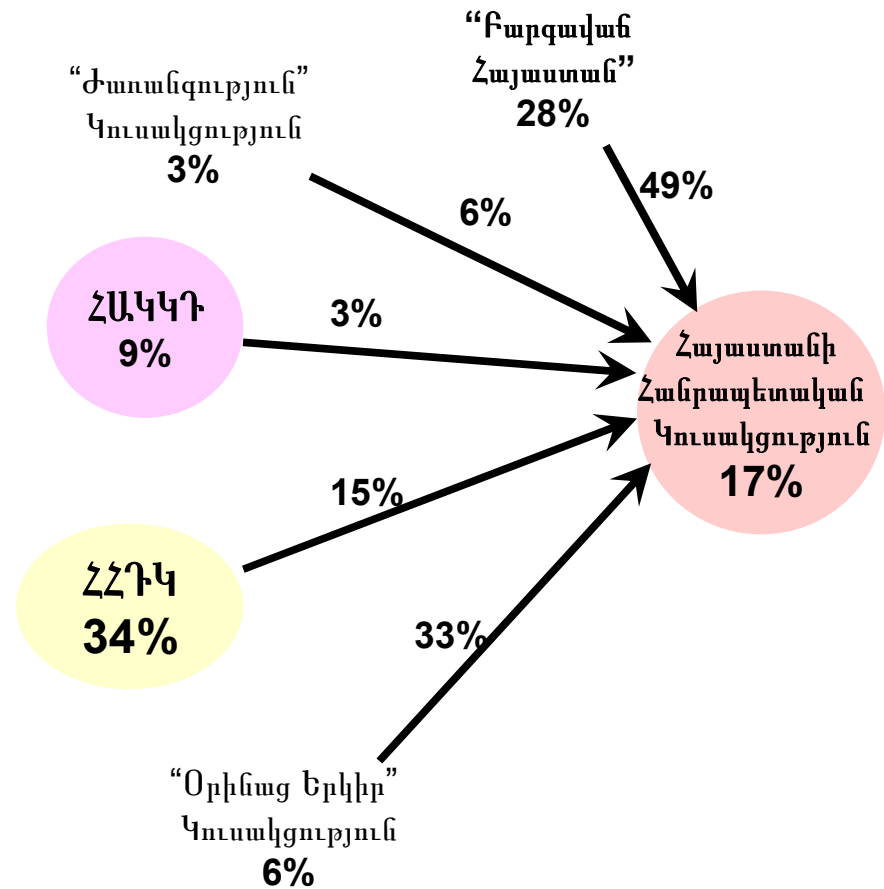 “Բարգավաճ
Հայաստան”
28%
“Ժառանգություն”
Կուսակցություն
3%
49%
6%
ՀԱԿԿԴ
9%
3%
Հայաստանի
Հանրապետական
Կուսակցություն
17%
15%
ՀՀԴԿ
34%
33%
“Օրինաց Երկիր”
Կուսակցություն
6%